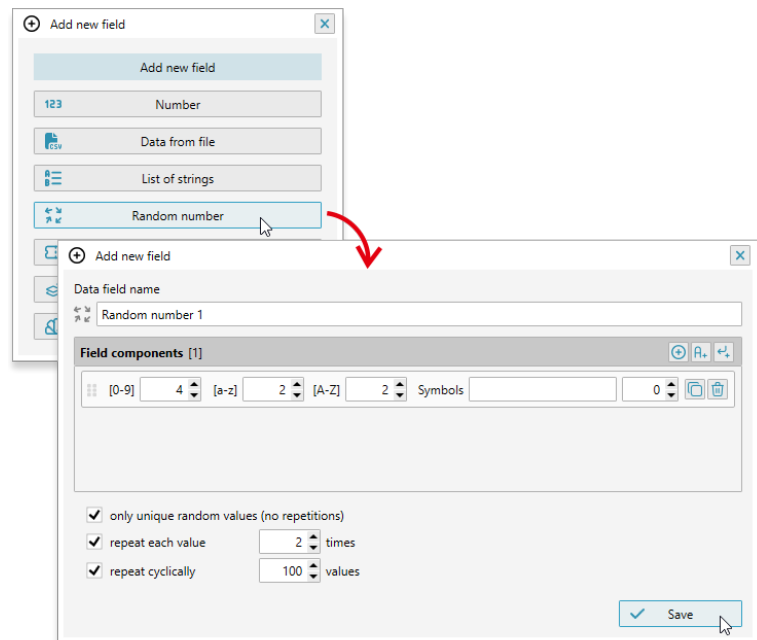 Add new field
Add new field
123 Number
CSV Data from file
A B List of strings
Random number
Add new field
Data field name
Random number 1
Field components [1] A+
[0-9] 4 [a-z] 2 [A-Z] 2 Symbols 0
only unique random values (no repetitions)
repeat each value 2 times
repeat cyclically 100 values
Save